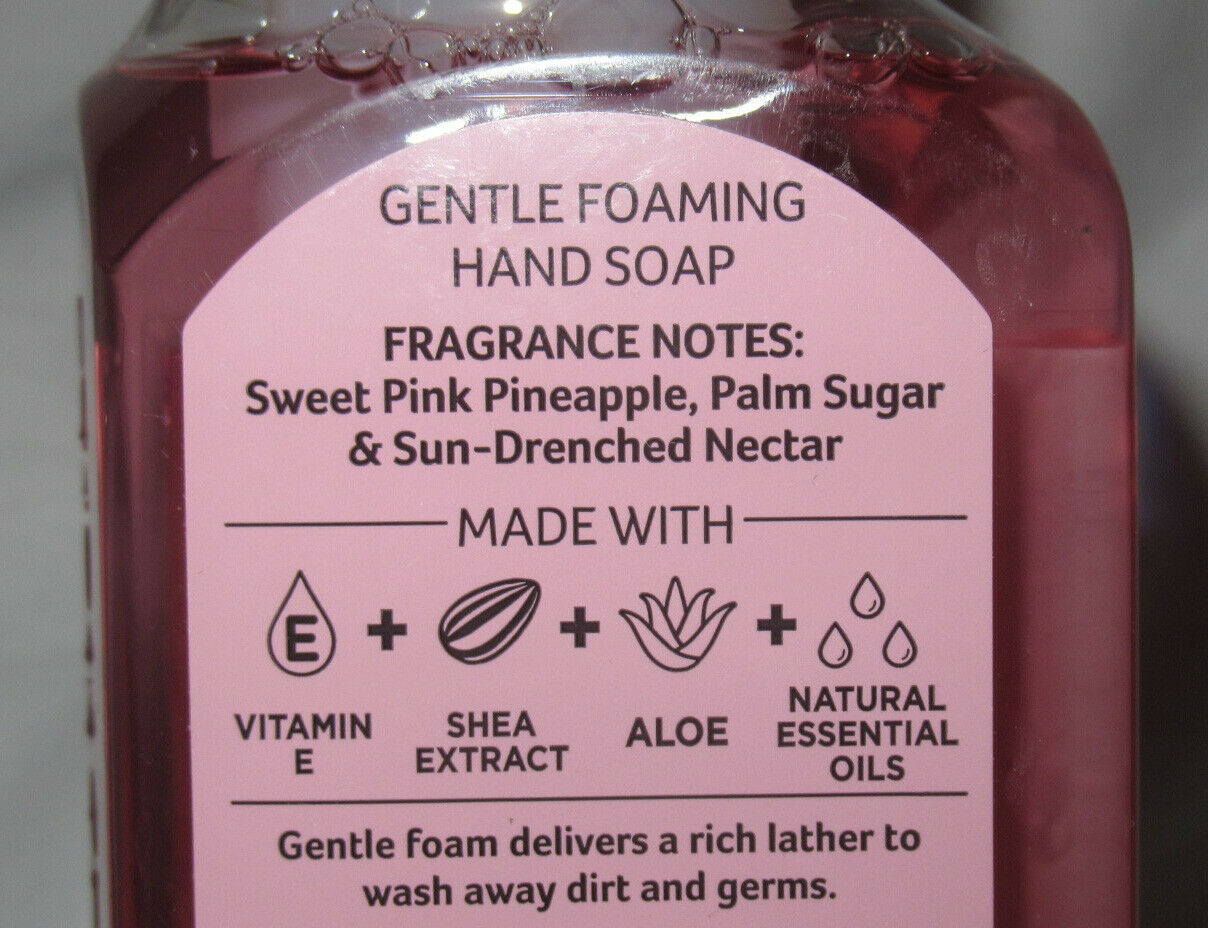 GENTLE FOAMING
HAND SOAP
FRAGRANCE NOTES:
Sweet Pink Pineapple, Palm Sugar
& Sun-Drenched Nectar
MADE WITH
E + + +
VITAMIN
E
SHEA
EXTRACT
ALOE
NATURAL
ESSENTIAL
OILS
Gentle foam delivers a rich lather to
wash away dirt and germs.